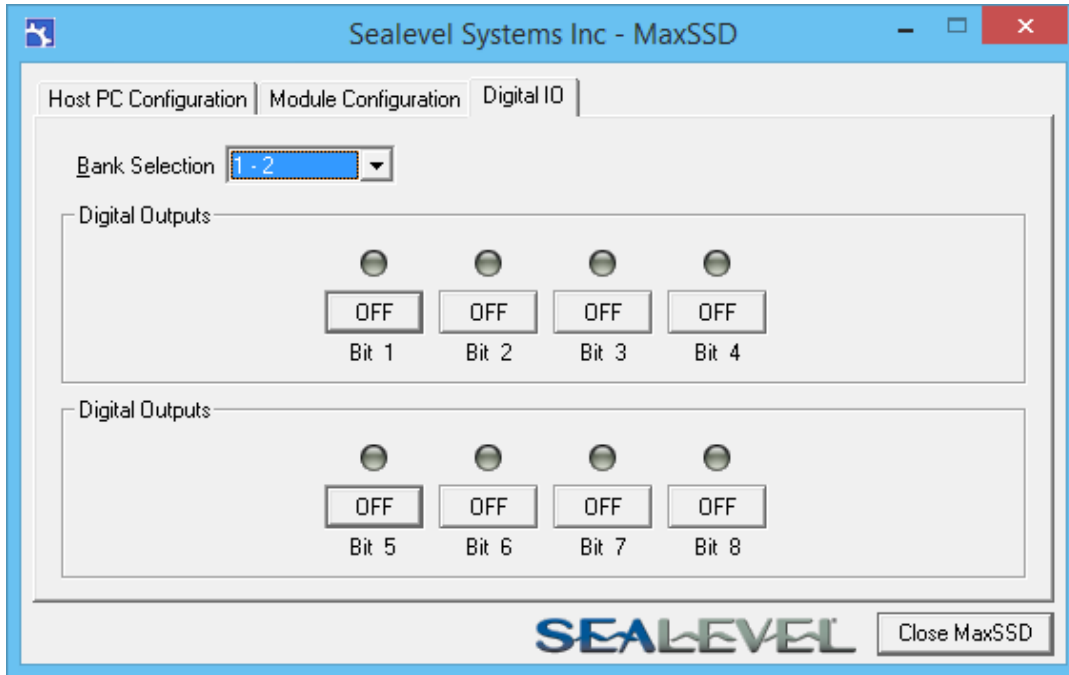 Sealevel Systems Inc - MaxSSD
Host PC Configuration Module Configuration Digital IO
Bank Selection 1 - 2
Digital Outputs
OFF OFF OFF OFF
Bit 1 Bit 2 Bit 3 Bit 4
Digital Outputs
OFF OFF OFF OFF
Bit 5 Bit 6 Bit 7 Bit 8
SEALEVEL Close MaxSSD